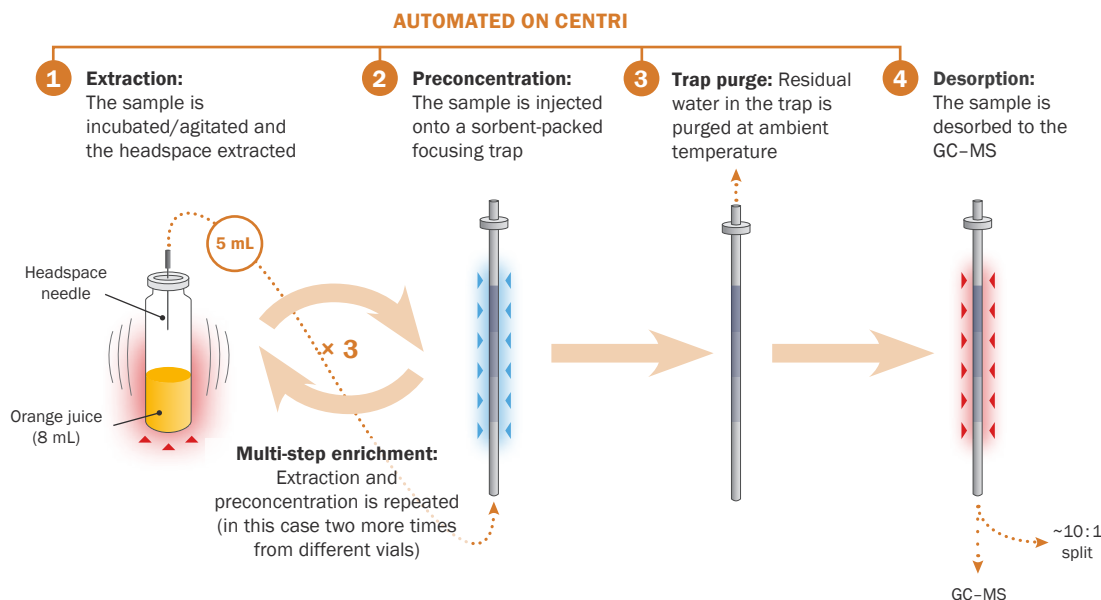 AUTOMATED ON CENTRI
1
Extraction:
The sample is
incubated/agitated and
the headspace extracted
2
Preconcentration:
The sample is injected
onto a sorbent-packed
focusing trap
3
Trap purge: Residual
water in the trap is
purged at ambient
temperature
4
Desorption:
The sample is
desorbed to the
GC–MS
5 mL
Headspace
needle
× 3
Orange juice
(8 mL)
Multi-step enrichment:
Extraction and
preconcentration is repeated
(in this case two more times
from different vials)
~10:1
split
GC–MS